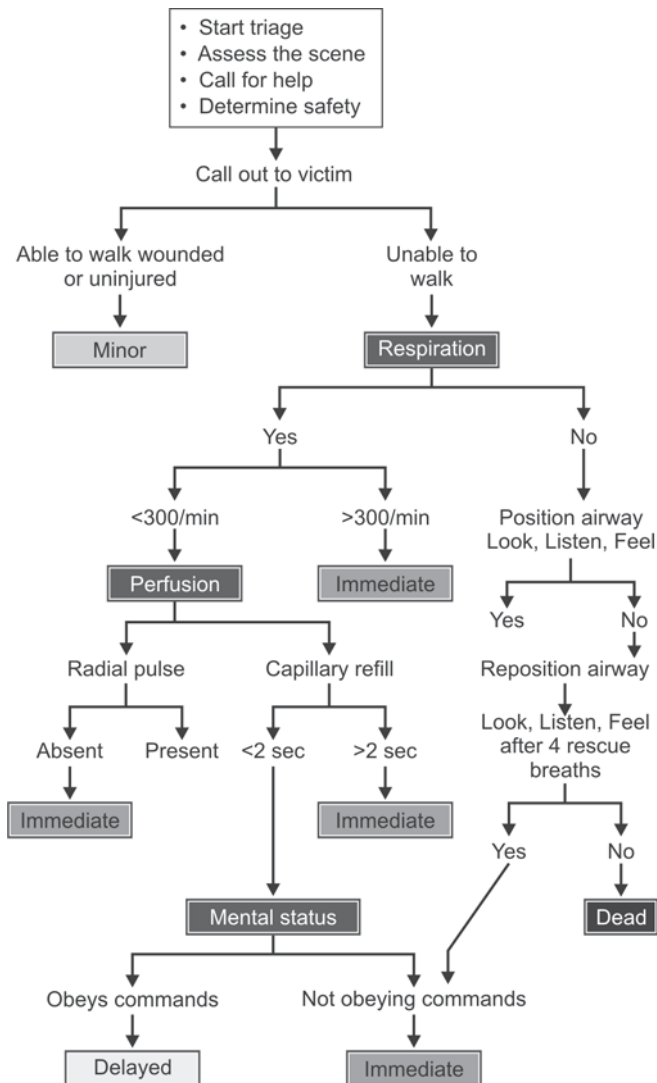 • Start triage
• Assess the scene
• Call for help
• Determine safety
Call out to victim
Able to walk wounded
or uninjured
Unable to
walk
Minor
Respiration
Yes
No
<300/min
>300/min
Position airway
Look, Listen, Feel
Perfusion
Immediate
Yes
No
Radial pulse
Capillary refill
Reposition airway
Absent
Present
<2 sec
>2 sec
Look, Listen, Feel
after 4 rescue
breaths
Immediate
Immediate
Yes
No
Mental status
Dead
Obeys commands
Not obeying commands
Delayed
Immediate